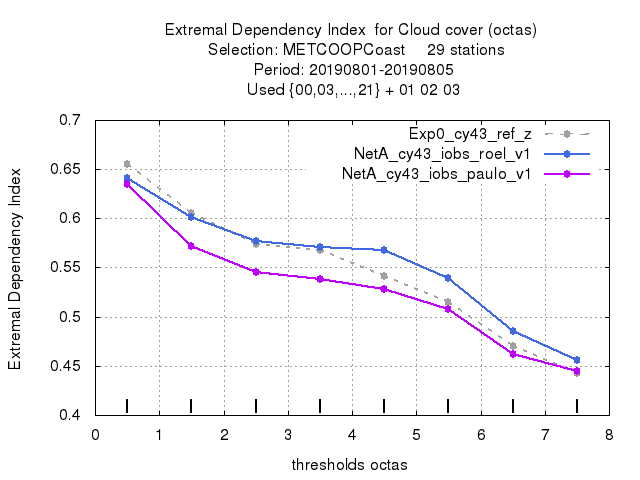 Extremal Dependency Index  for Cloud cover (octas)
Selection: METCOOPCoast     29 stations
Period: 20190801-20190805
Used {00,03,...,21} + 01 02 03
Exp0_cy43_ref_z
NetA_cy43_iobs_roel_v1
NetA_cy43_iobs_paulo_v1
Extremal Dependency Index
0.7
0.65
0.6
0.55
0.5
0.45
0.4
0 1 2 3 4 5 6 7 8
thresholds octas